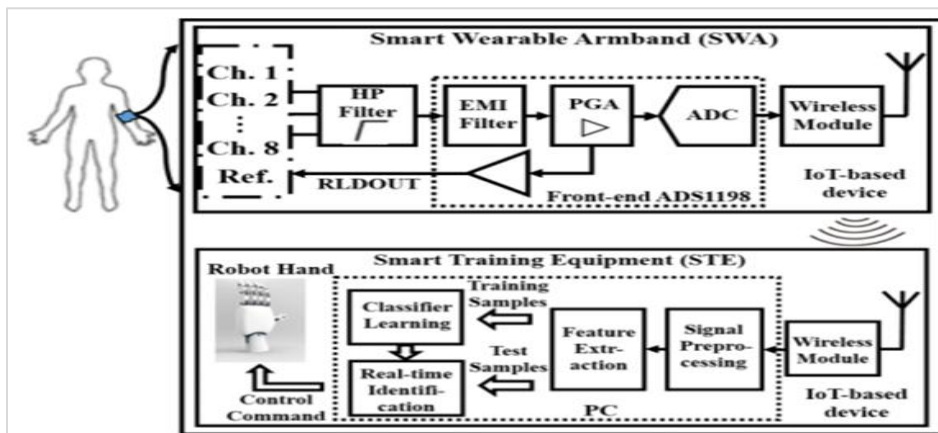 Smart Wearable Armband (SWA)
Ch. 1
Ch. 2
⋮
Ch. 8
Ref.
HP
Filter
EMI
Filter
PGA
ADC
Wireless
Module
RLDOUT
Front-end ADS1198
IoT-based
device
Smart Training Equipment (STE)
Robot Hand
Training
Samples
Classifier
Learning
Feature
Extr-
action
Signal
Prepro-
cessing
Wireless
Module
Test
Samples
Real-time
Identifi-
cation
Control
Command
PC
IoT-based
device